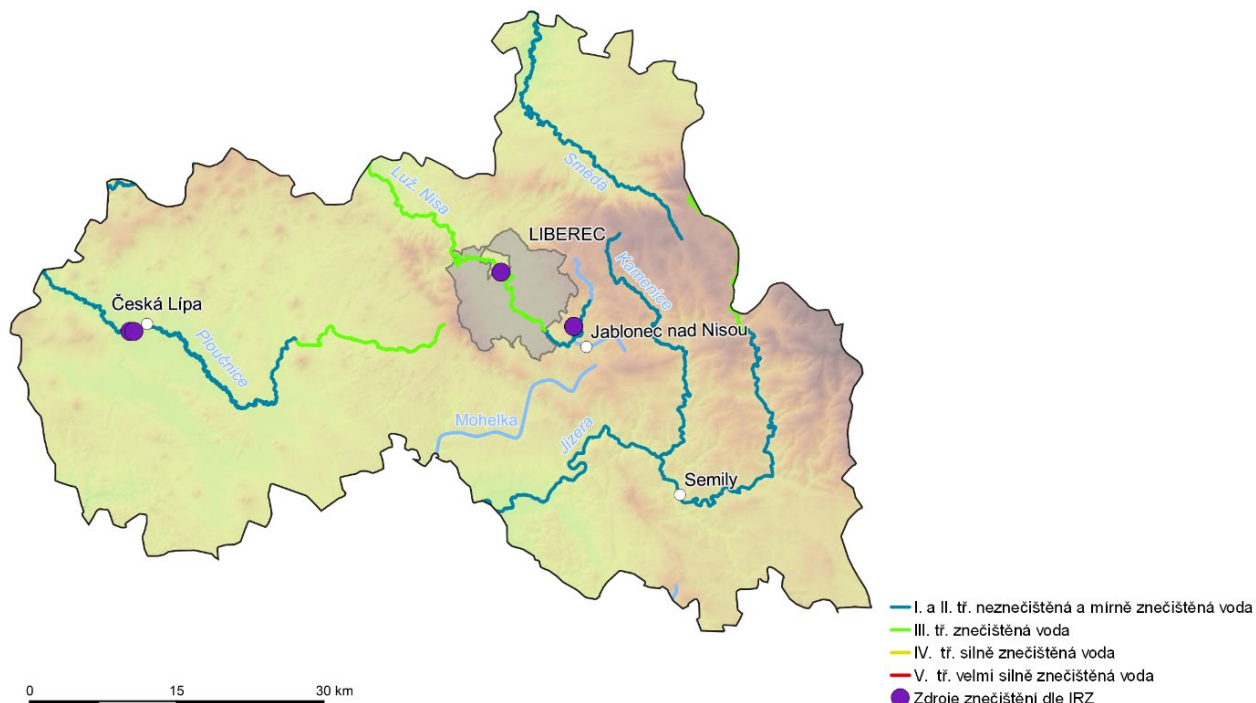 Smědá
Luž. Nisa
LIBEREC
Kamenice
Česká Lípa
Ploučnice
Jablonec nad Nisou
Mohelka
Jizera
Semily
I. a II. tř. neznečištěná a mírně znečištěná voda
III. tř. znečištěná voda
IV. tř. silně znečištěná voda
V. tř. velmi silně znečištěná voda
Zdroje znečištění dle IRZ
0 15 30 km